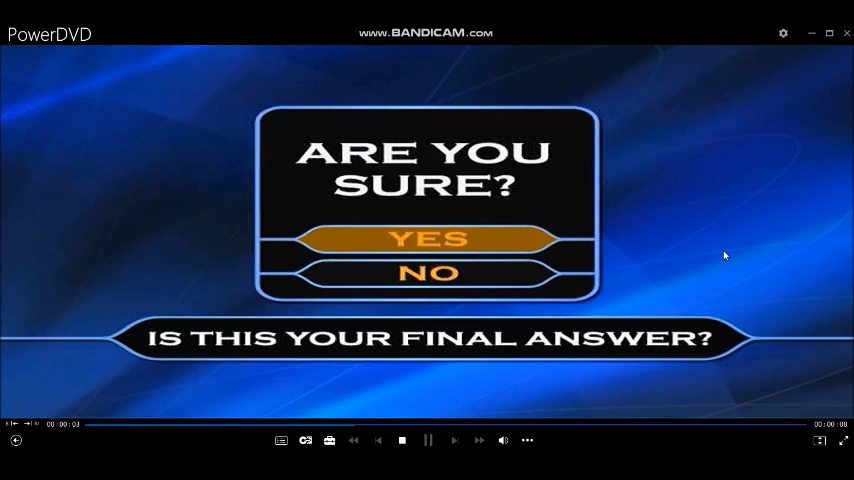 PowerDVD
www.BANDICAM.com
ARE YOU
SURE?
YES
NO
IS THIS YOUR FINAL ANSWER?
00:00:03
00:00:08